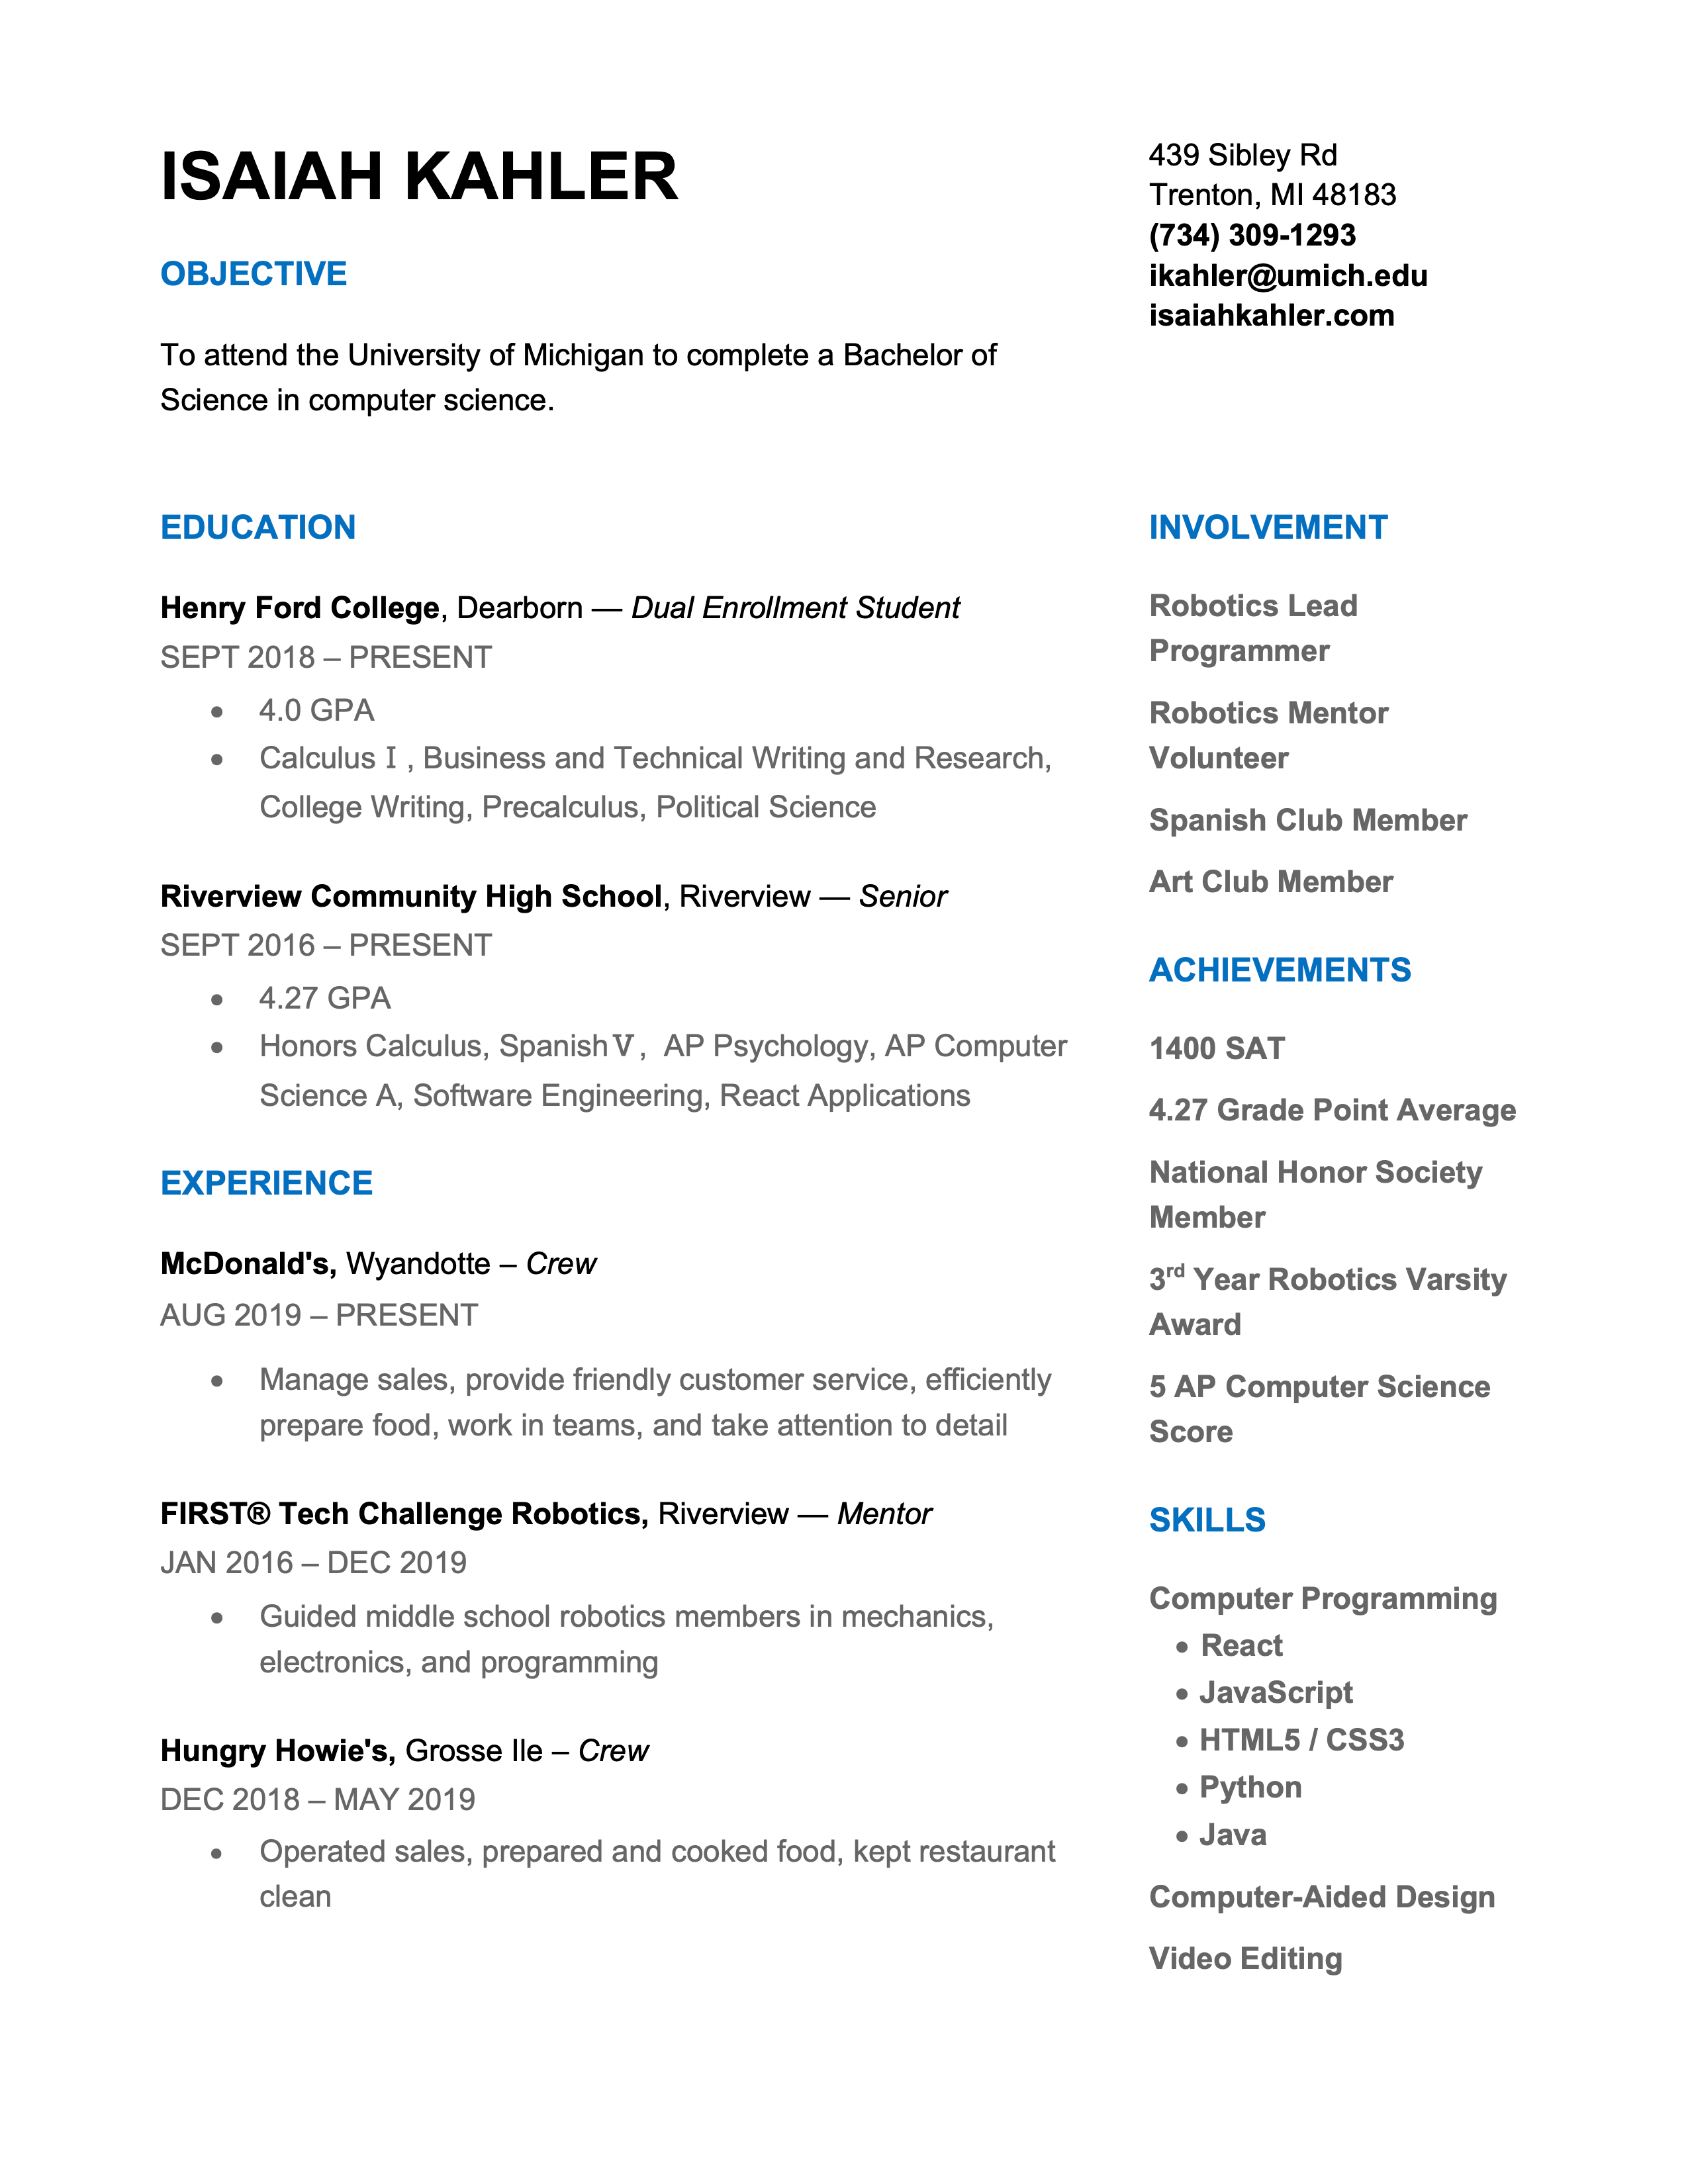 ISAIAH KAHLER
439 Sibley Rd
Trenton, MI 48183
(734) 309-1293
ikahler@umich.edu
isaiahkahler.com
OBJECTIVE
To attend the University of Michigan to complete a Bachelor of
Science in computer science.
EDUCATION
Henry Ford College, Dearborn — Dual Enrollment Student
SEPT 2018 – PRESENT
• 4.0 GPA
• Calculus Ⅰ, Business and Technical Writing and Research,
College Writing, Precalculus, Political Science
Riverview Community High School, Riverview — Senior
SEPT 2016 – PRESENT
• 4.27 GPA
• Honors Calculus, Spanish Ⅴ, AP Psychology, AP Computer
Science A, Software Engineering, React Applications
EXPERIENCE
McDonald's, Wyandotte – Crew
AUG 2019 – PRESENT
• Manage sales, provide friendly customer service, efficiently
prepare food, work in teams, and take attention to detail
FIRST® Tech Challenge Robotics, Riverview — Mentor
JAN 2016 – DEC 2019
• Guided middle school robotics members in mechanics,
electronics, and programming
Hungry Howie's, Grosse Ile – Crew
DEC 2018 – MAY 2019
• Operated sales, prepared and cooked food, kept restaurant
clean
INVOLVEMENT
Robotics Lead
Programmer
Robotics Mentor
Volunteer
Spanish Club Member
Art Club Member
ACHIEVEMENTS
1400 SAT
4.27 Grade Point Average
National Honor Society
Member
3rd Year Robotics Varsity
Award
5 AP Computer Science
Score
SKILLS
Computer Programming
• React
• JavaScript
• HTML5 / CSS3
• Python
• Java
Computer-Aided Design
Video Editing